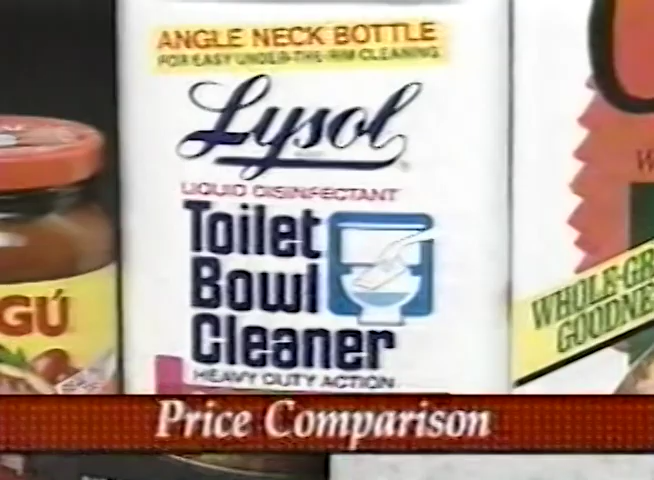 ANGLE NECK BOTTLE
FOR EASY UNDER-THE-RIM CLEANING
Lysol
LIQUID DISINFECTANT
Toilet
Bowl
Cleaner
HEAVY DUTY ACTION
GÚ
WHOLE-GR
GOODNE
Price Comparison